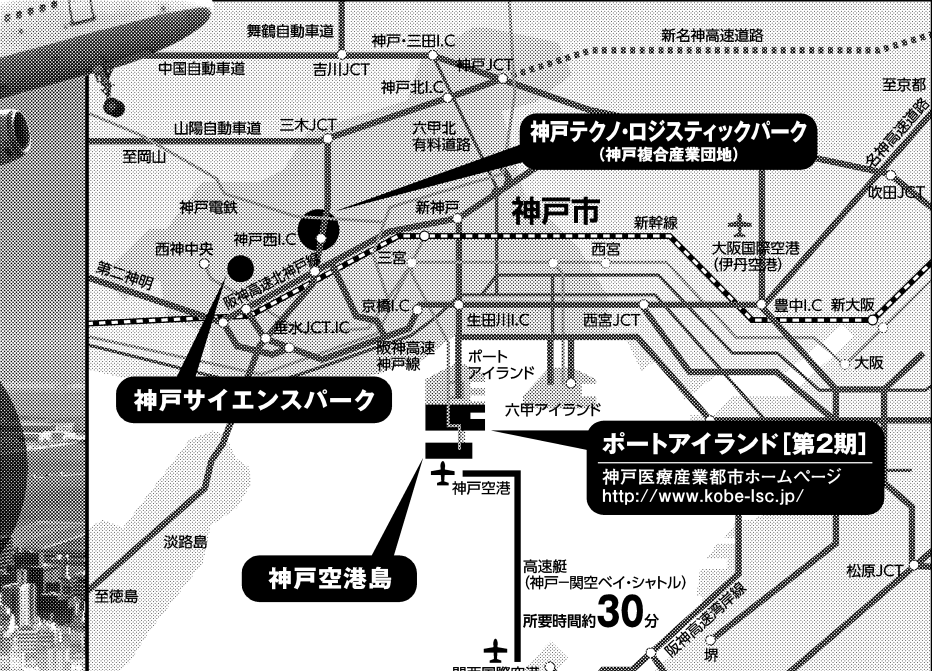 舞鶴自動車道
神戸・三田I.C
新名神高速道路
中国自動車道
吉川JCT
神戸JCT
神戸北I.C
至京都
山陽自動車道
三木JCT
六甲北
有料道路
神戸テクノ・ロジスティックパーク
(神戸複合産業団地)
名神高速道路
至岡山
吹田JCT
神戸電鉄
新神戸
神戸市
新幹線
神戸西I.C
西神中央
三宮
西宮
大阪国際空港
(伊丹空港)
第二神明
阪神高速北神戸線
京橋I.C
生田川I.C
西宮JCT
豊中I.C
新大阪
垂水JCT.IC
阪神高速
神戸線
ポート
アイランド
大阪
神戸サイエンスパーク
六甲アイランド
ポートアイランド[第2期]
神戸医療産業都市ホームページ
http://www.kobe-lsc.jp/
神戸空港
淡路島
神戸空港島
高速艇
(神戸−関空ベイ・シャトル)
所要時間約30分
松原JCT
至徳島
阪神高速湾岸線
堺
関西国際空港